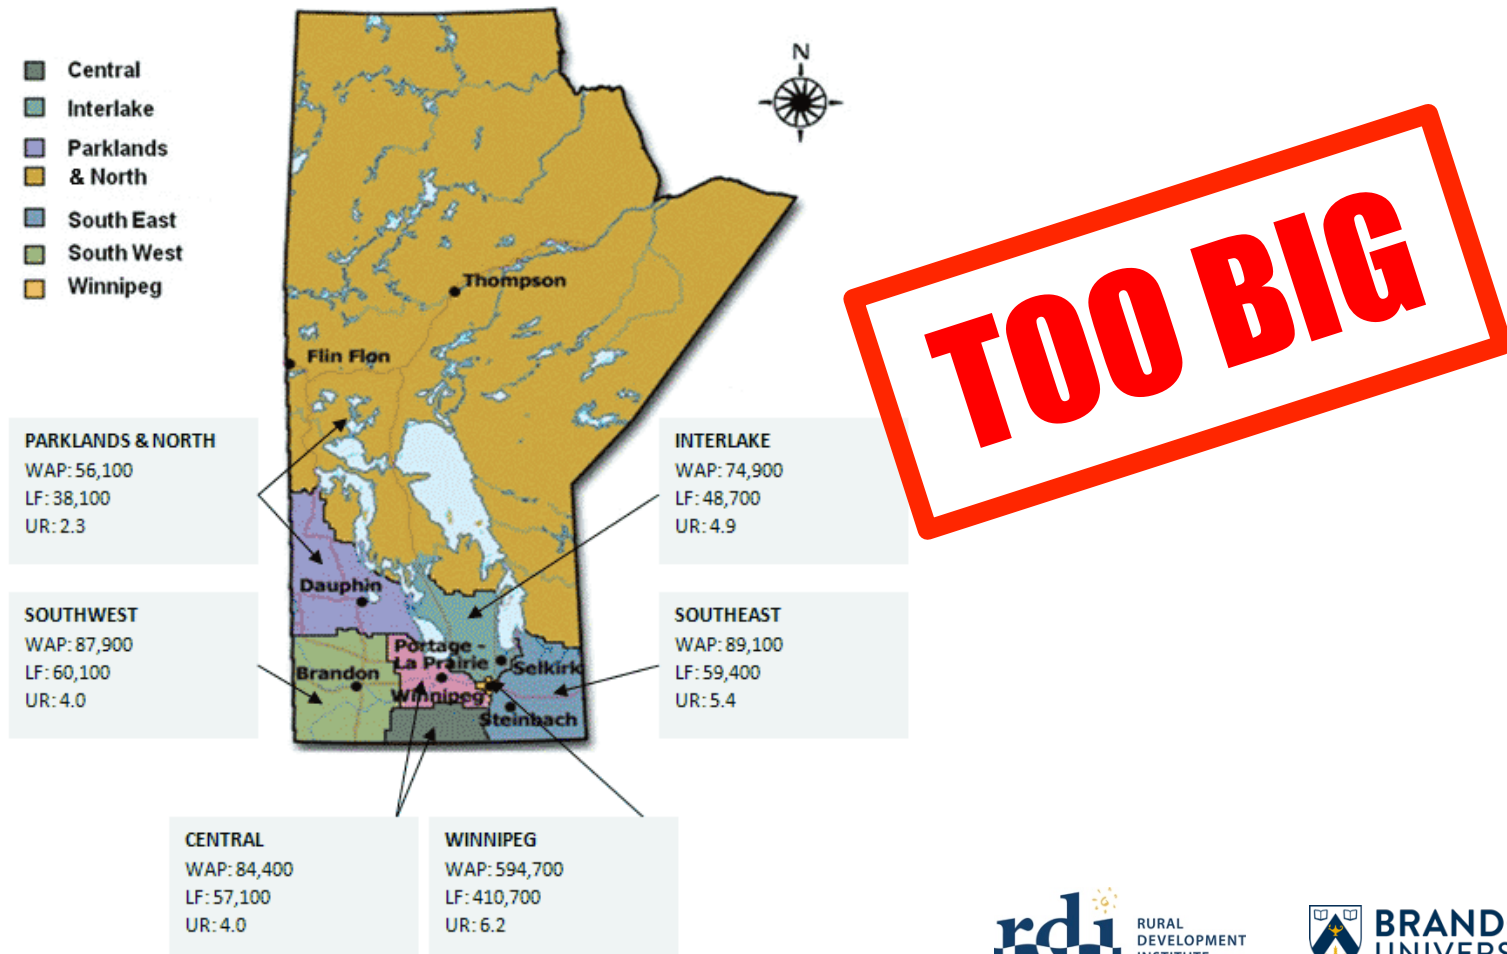 Central
Interlake
Parklands
& North
South East
South West
Winnipeg
N
TOO BIG
Thompson
Flin Flon
PARKLANDS & NORTH
WAP: 56,100
LF: 38,100
UR: 2.3
INTERLAKE
WAP: 74,900
LF: 48,700
UR: 4.9
Dauphin
SOUTHWEST
WAP: 87,900
LF: 60,100
UR: 4.0
SOUTHEAST
WAP: 89,100
LF: 59,400
UR: 5.4
Portage -
La Prairie
Selkirk
Brandon
Winnipeg
Steinbach
CENTRAL
WAP: 84,400
LF: 57,100
UR: 4.0
WINNIPEG
WAP: 594,700
LF: 410,700
UR: 6.2
rdi
RURAL
DEVELOPMENT
INSTITUTE
BRAND
UNIVERS